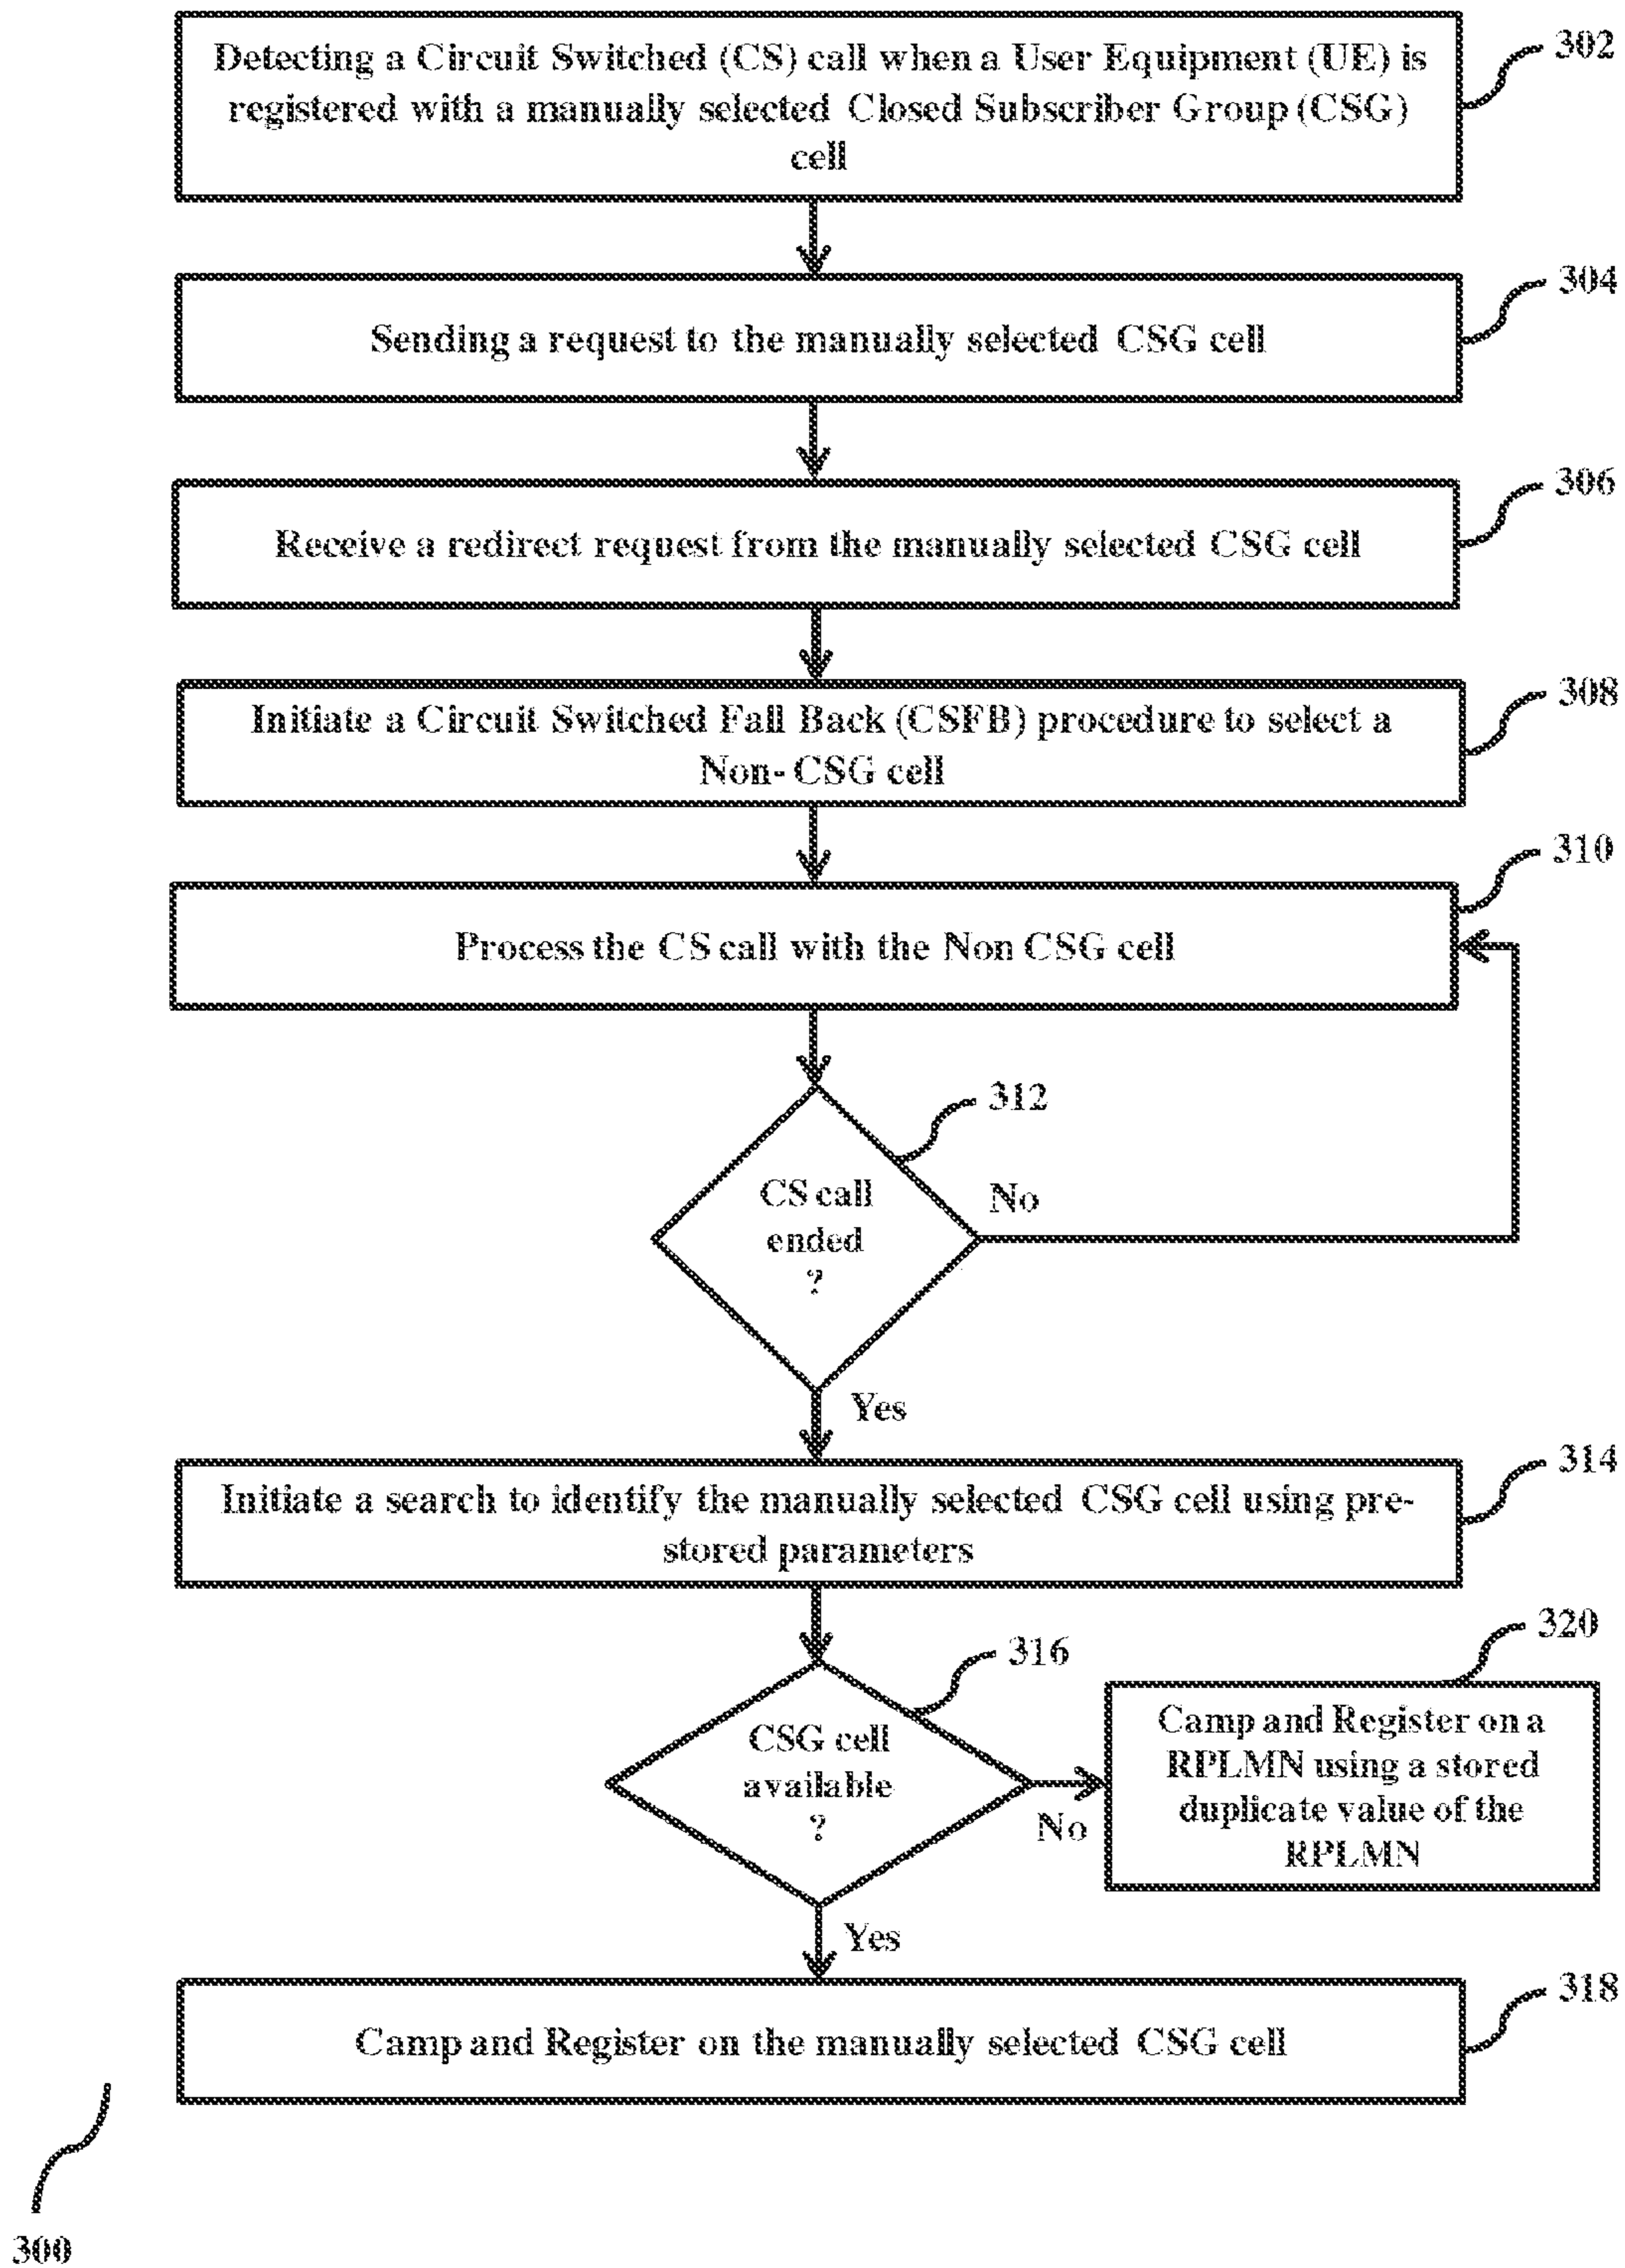 Detecting a Circuit Switched (CS) call when a User Equipment (UE) is
registered with a manually selected Closed Subscriber Group (CSG)
cell
302
Sending a request to the manually selected CSG cell
304
Receive a redirect request from the manually selected CSG cell
306
Initiate a Circuit Switched Fall Back (CSFB) procedure to select a
Non- CSG cell
308
Process the CS call with the Non CSG cell
310
CS call
ended
?
312
No
Yes
Initiate a search to identify the manually selected CSG cell using pre-
stored parameters
314
CSG cell
available
?
316
No
Camp and Register on a
RPLMN using a stored
duplicate value of the
RPLMN
320
Yes
Camp and Register on the manually selected CSG cell
318
300